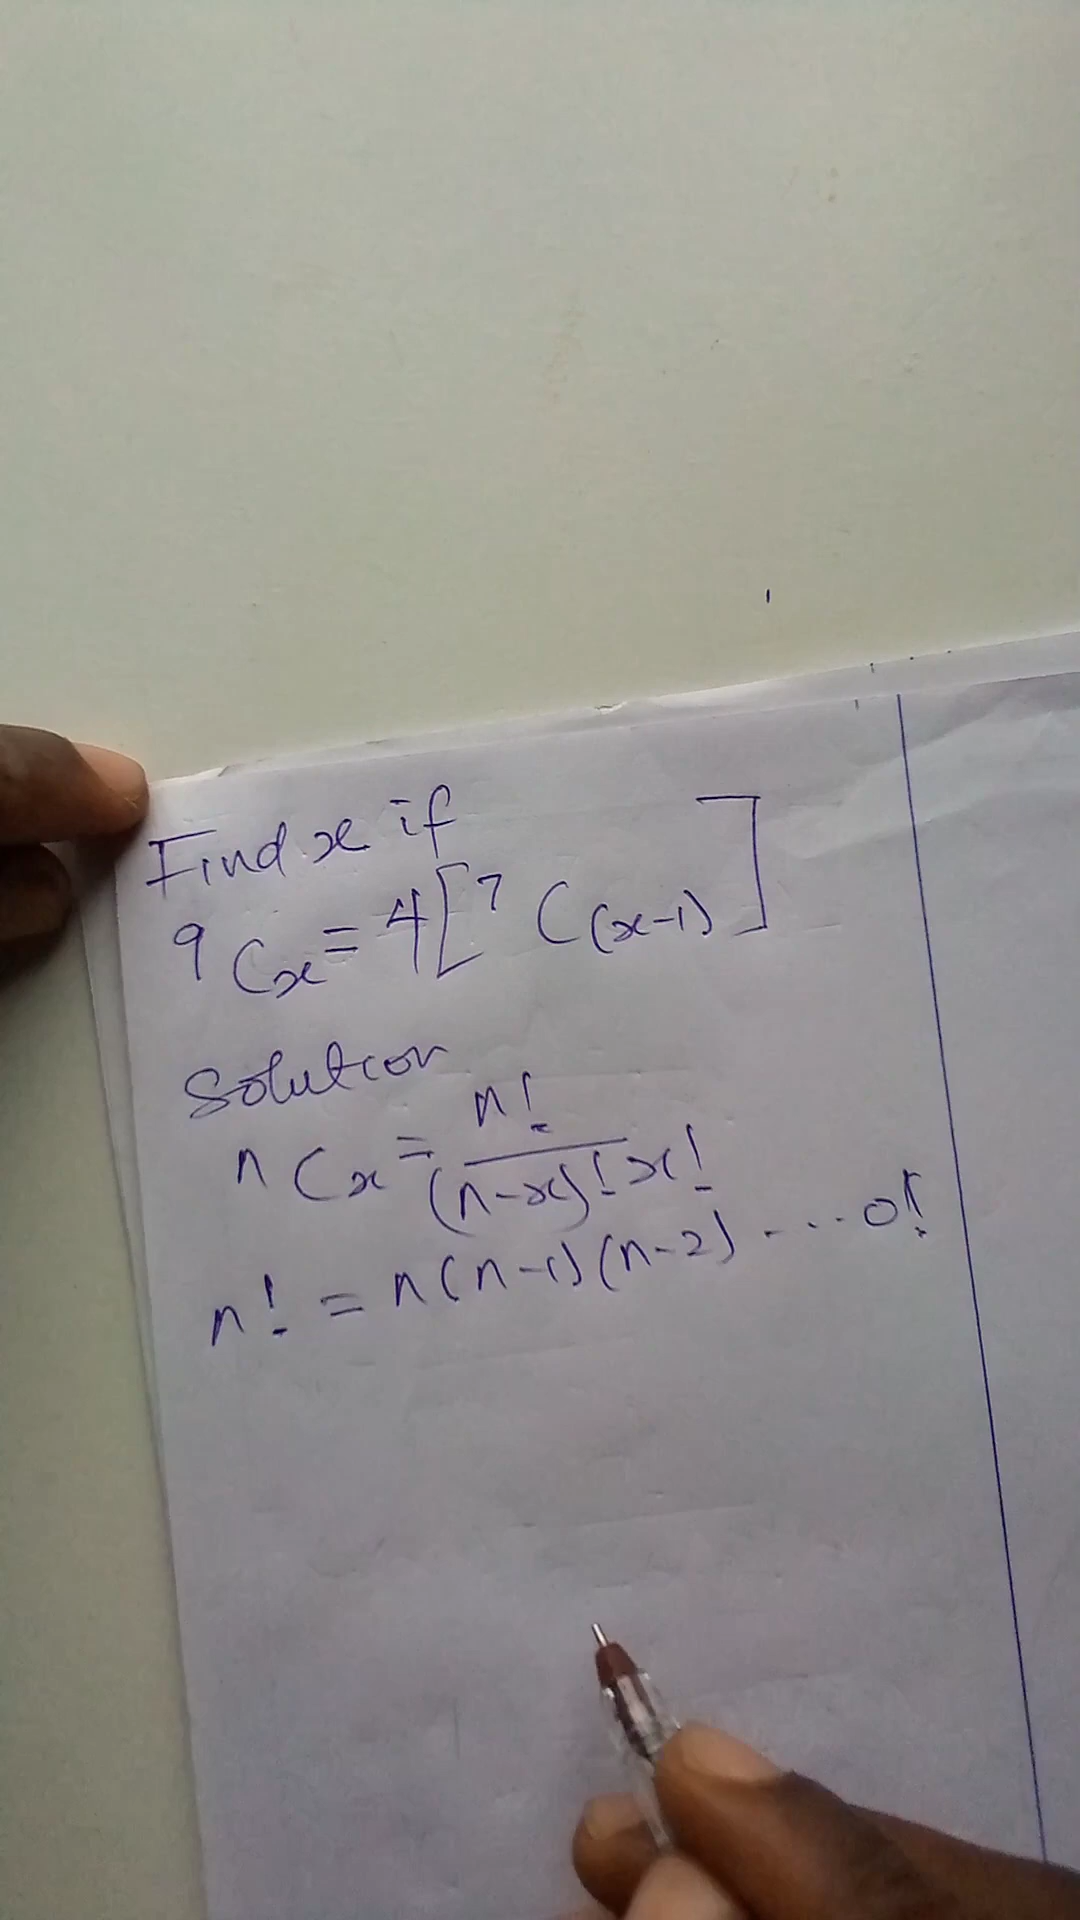 Find x if
⁹Cₓ = 4[⁷C₍ₓ₋₁₎]
Solution
nCₓ = n!/(n-x)!x!
n! = n(n-1)(n-2)....0!